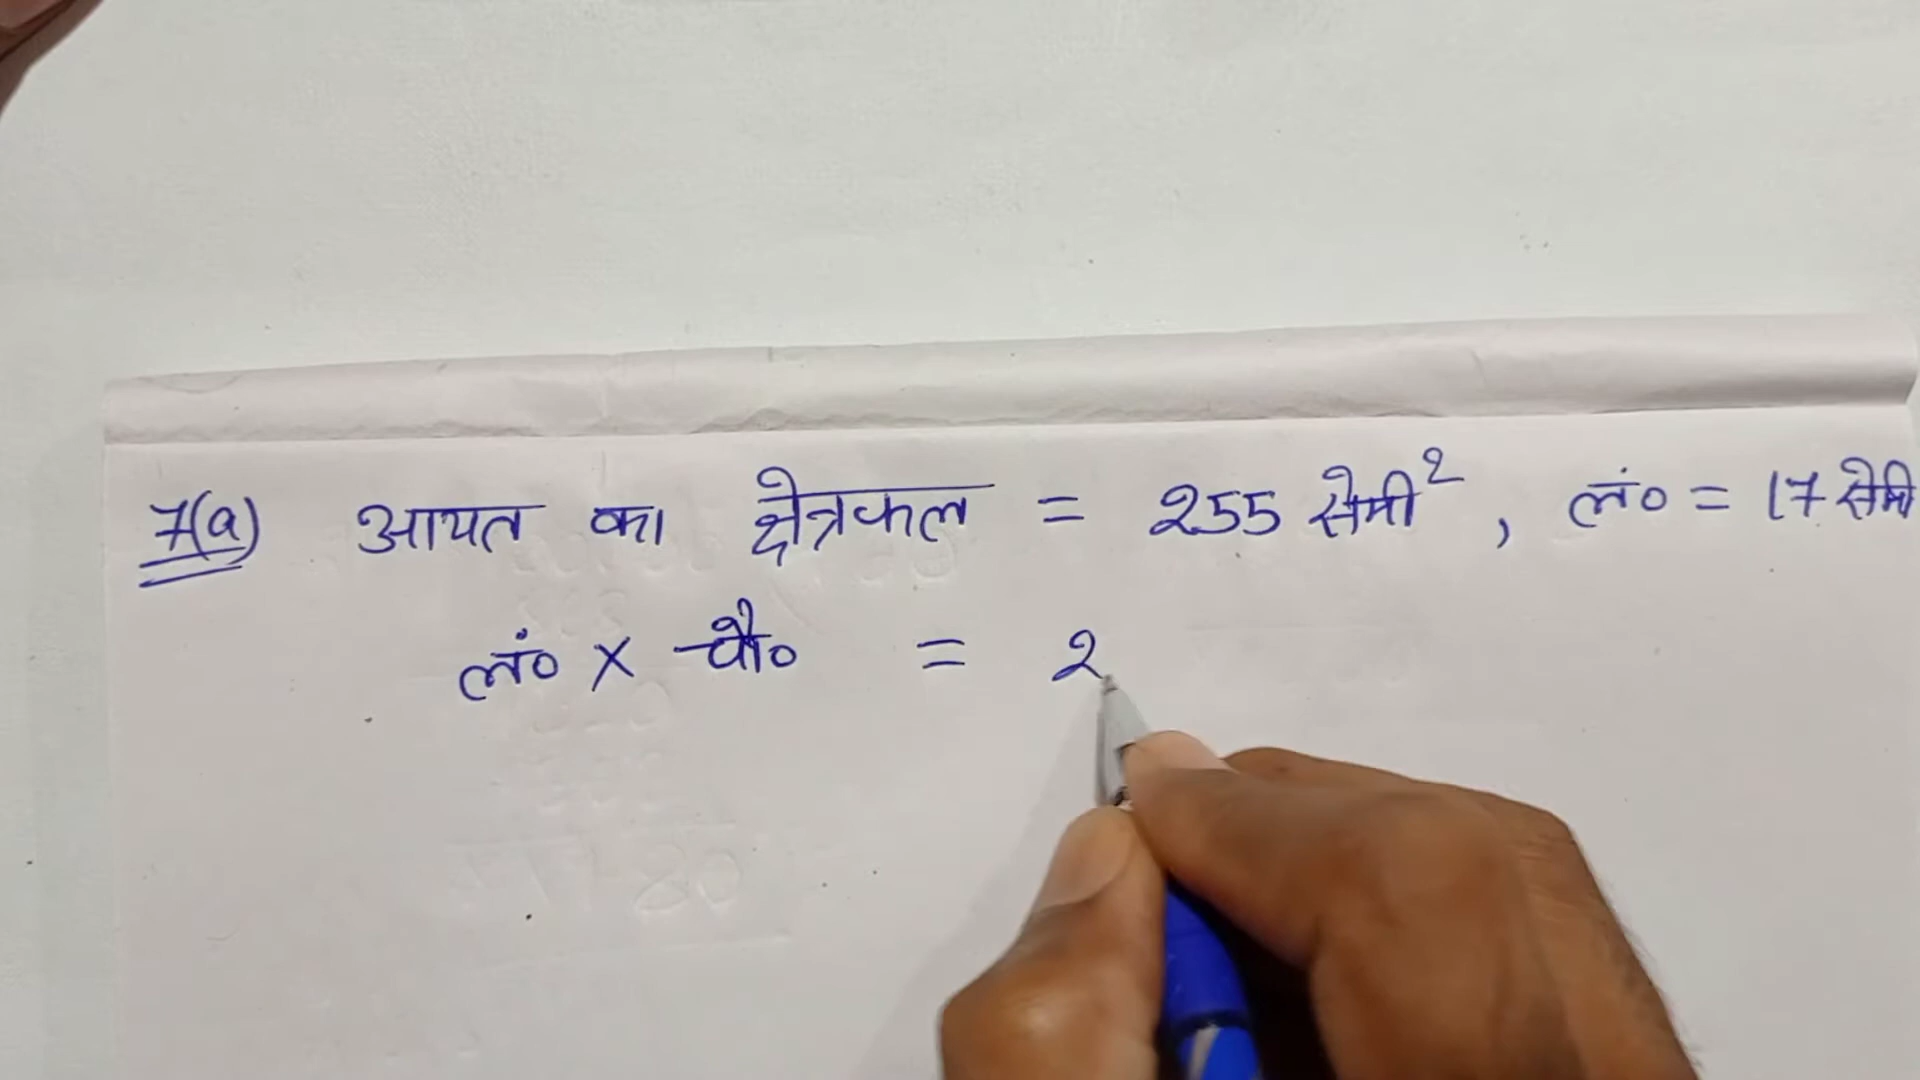 7(a) आयत का क्षेत्रफल = 255 सेमी², लं० = 17 सेमी
लं० × चौ० = 2